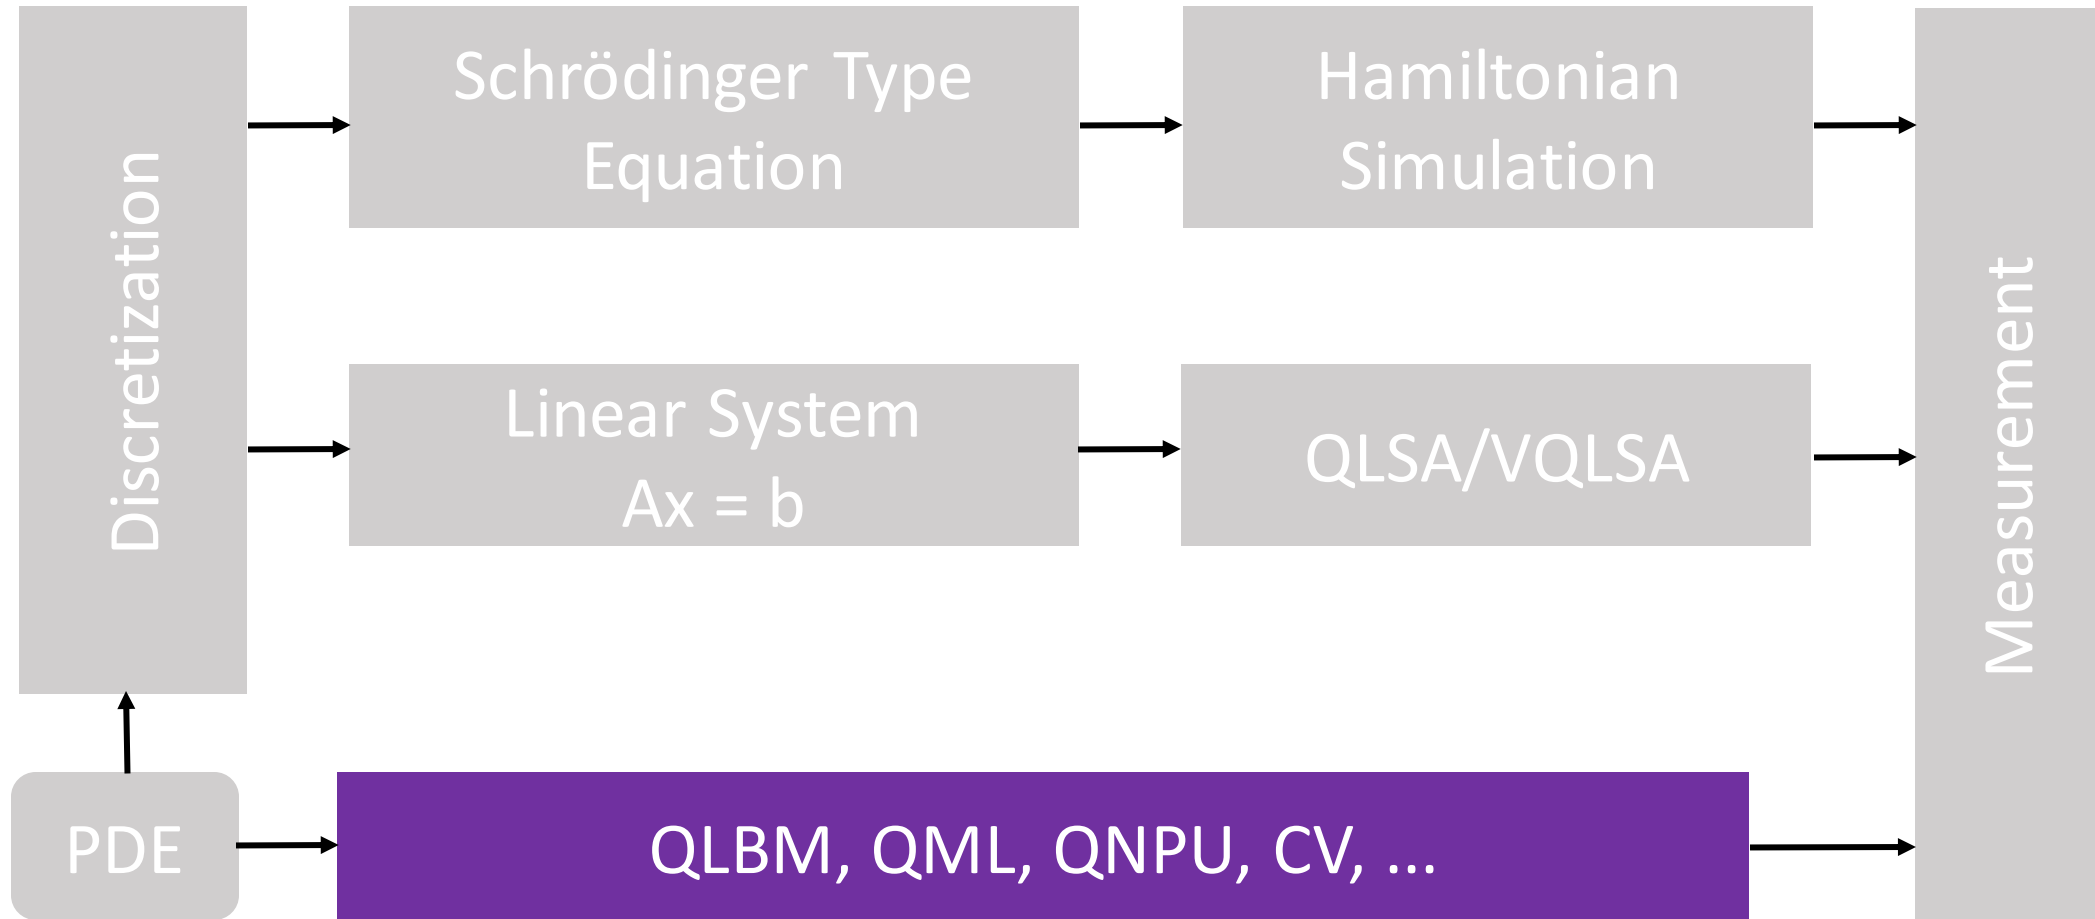 Discretization
Schrödinger Type
Equation
Hamiltonian
Simulation
Linear System
Ax = b
QLSA/VQLSA
Measurement
PDE
QLBM, QML, QNPU, CV, ...